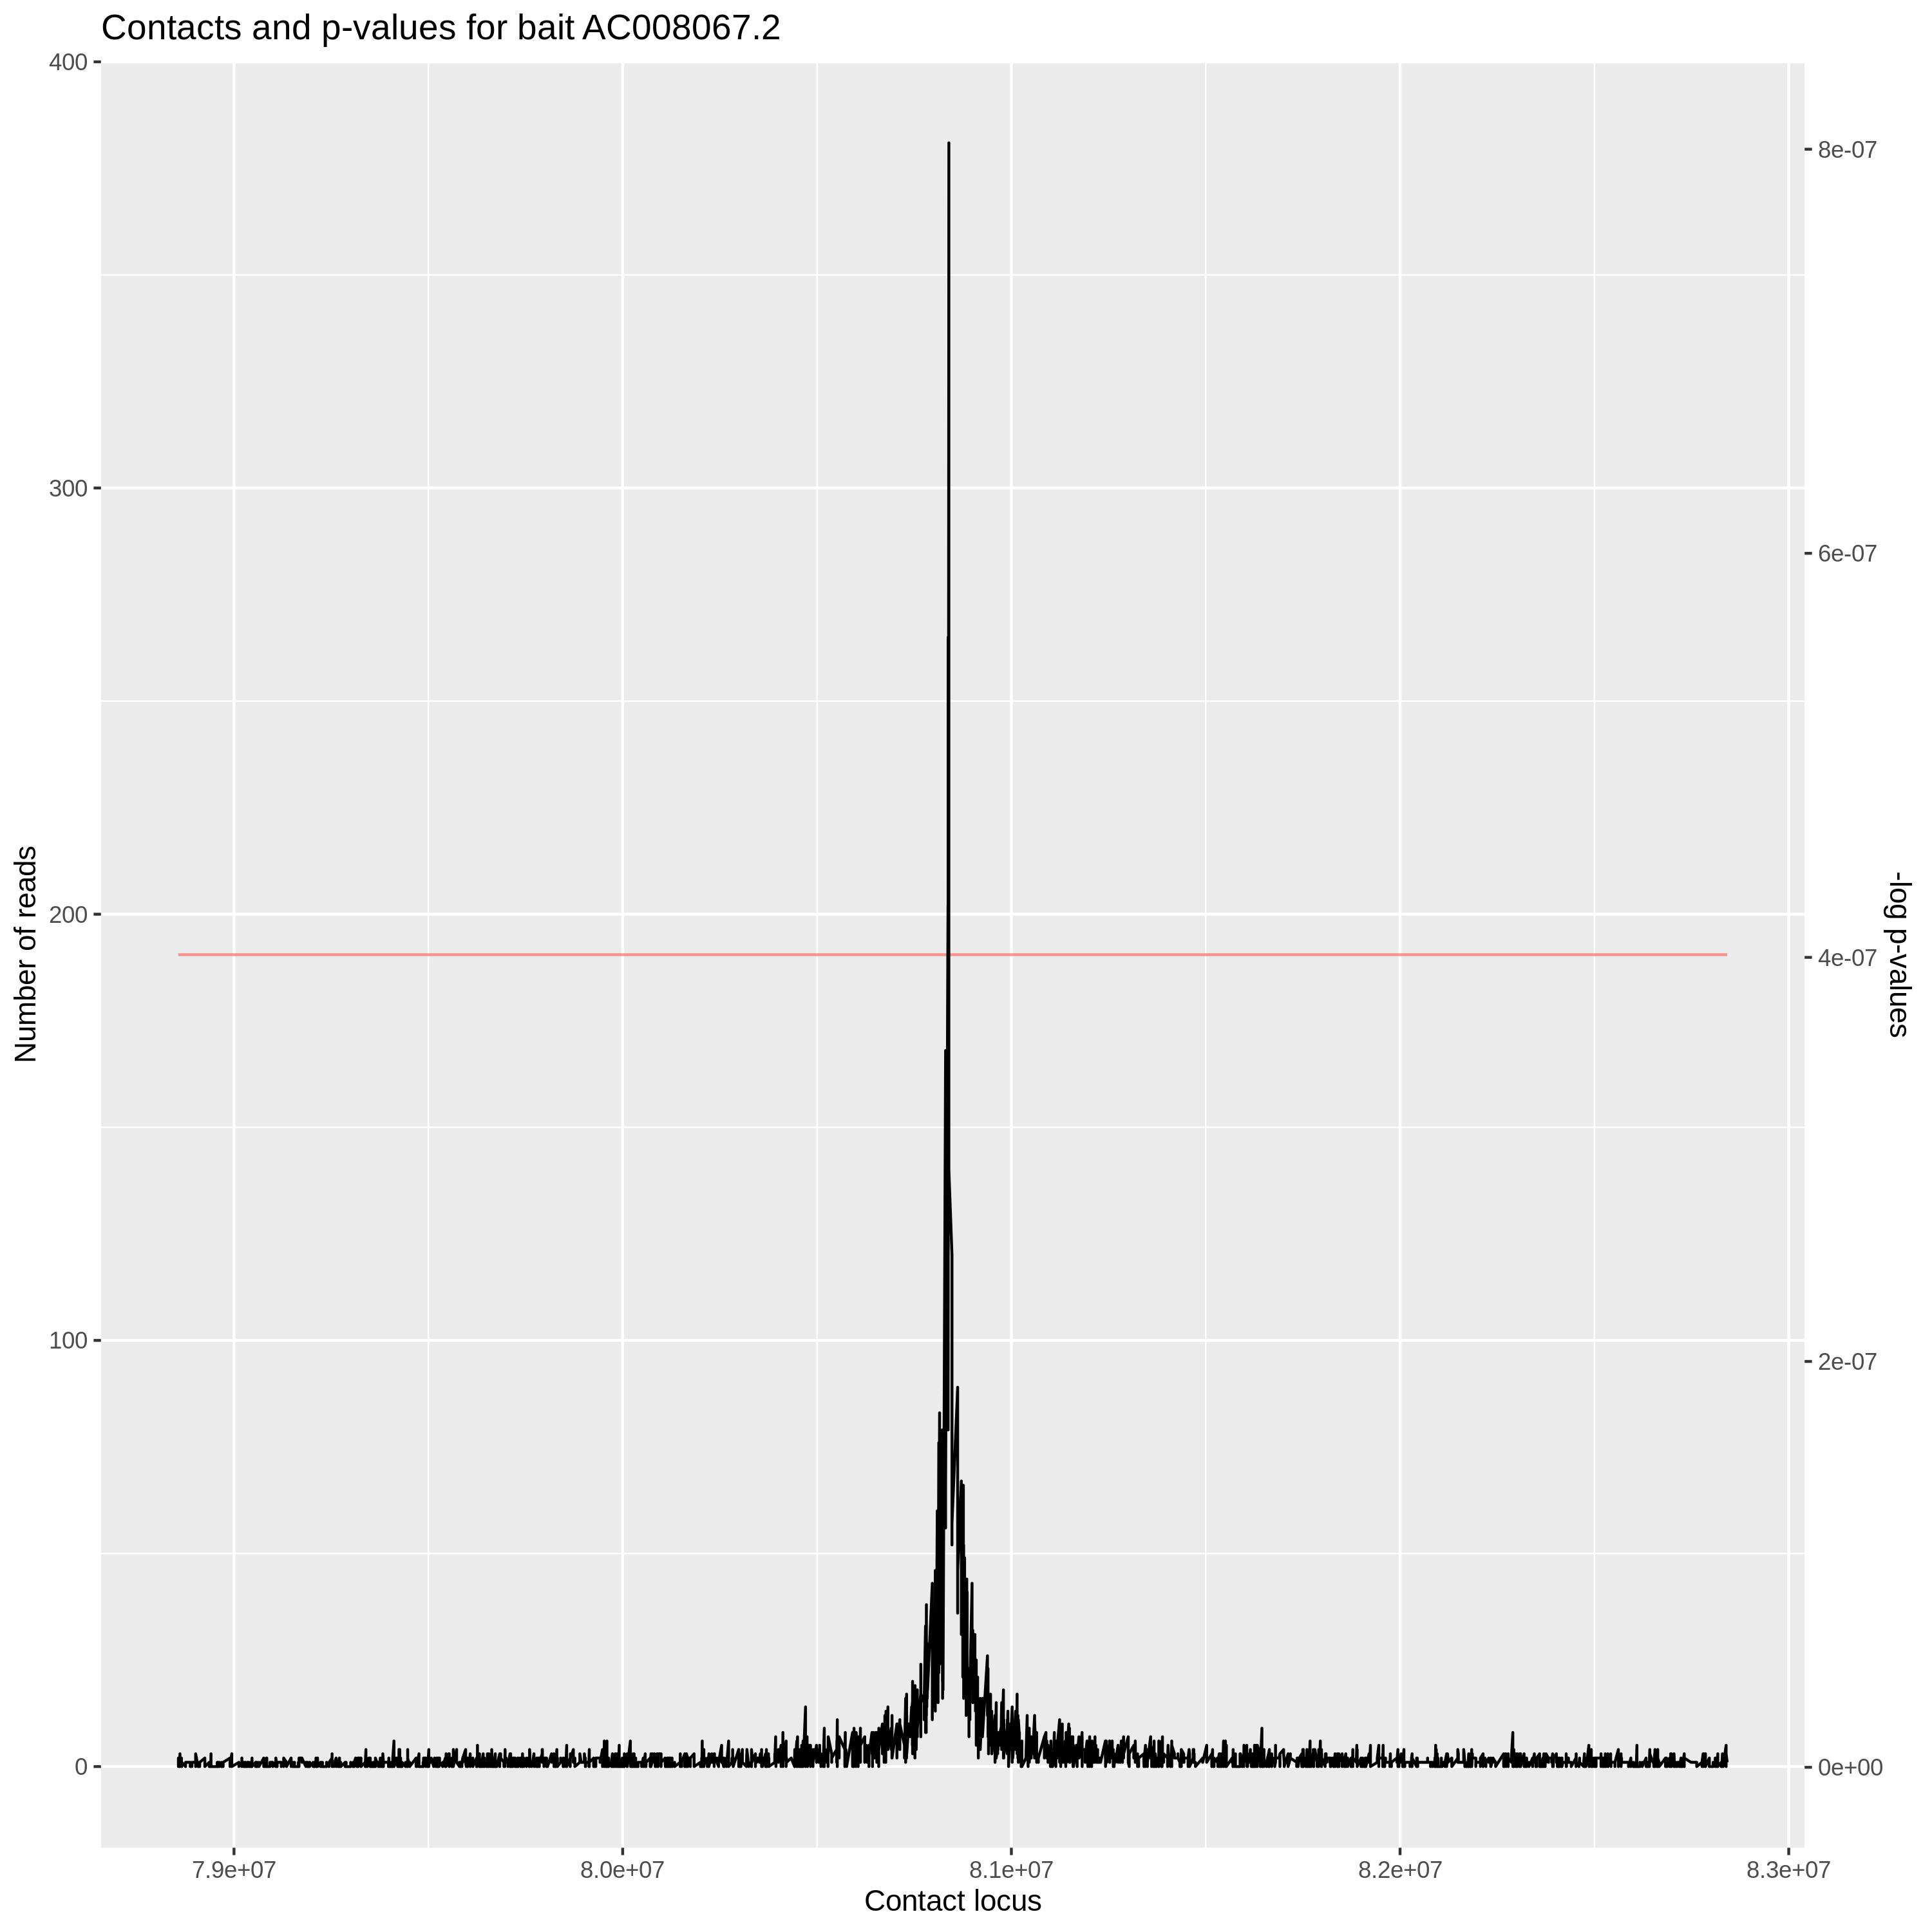 Contacts and p-values for bait AC008067.2
400
300
200
100
0
Number of reads
8e-07
6e-07
4e-07
2e-07
0e+00
-log p-values
7.9e+07
8.0e+07
8.1e+07
8.2e+07
8.3e+07
Contact locus